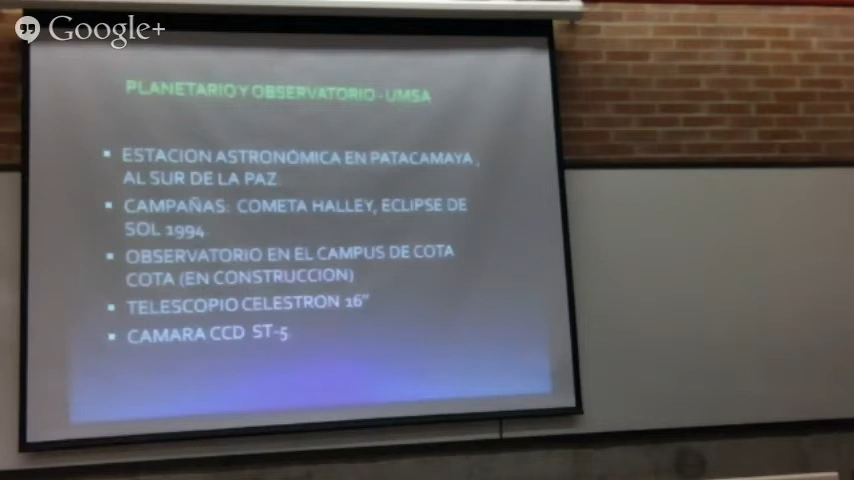 Google+
PLANETARIO Y OBSERVATORIO - UMSA
▪ ESTACION ASTRONÓMICA EN PATACAMAYA,
AL SUR DE LA PAZ.
▪ CAMPAÑAS: COMETA HALLEY, ECLIPSE DE
SOL 1994.
▪ OBSERVATORIO EN EL CAMPUS DE COTA
COTA (EN CONSTRUCCION)
▪ TELESCOPIO CELESTRON 16"
▪ CAMARA CCD ST-5